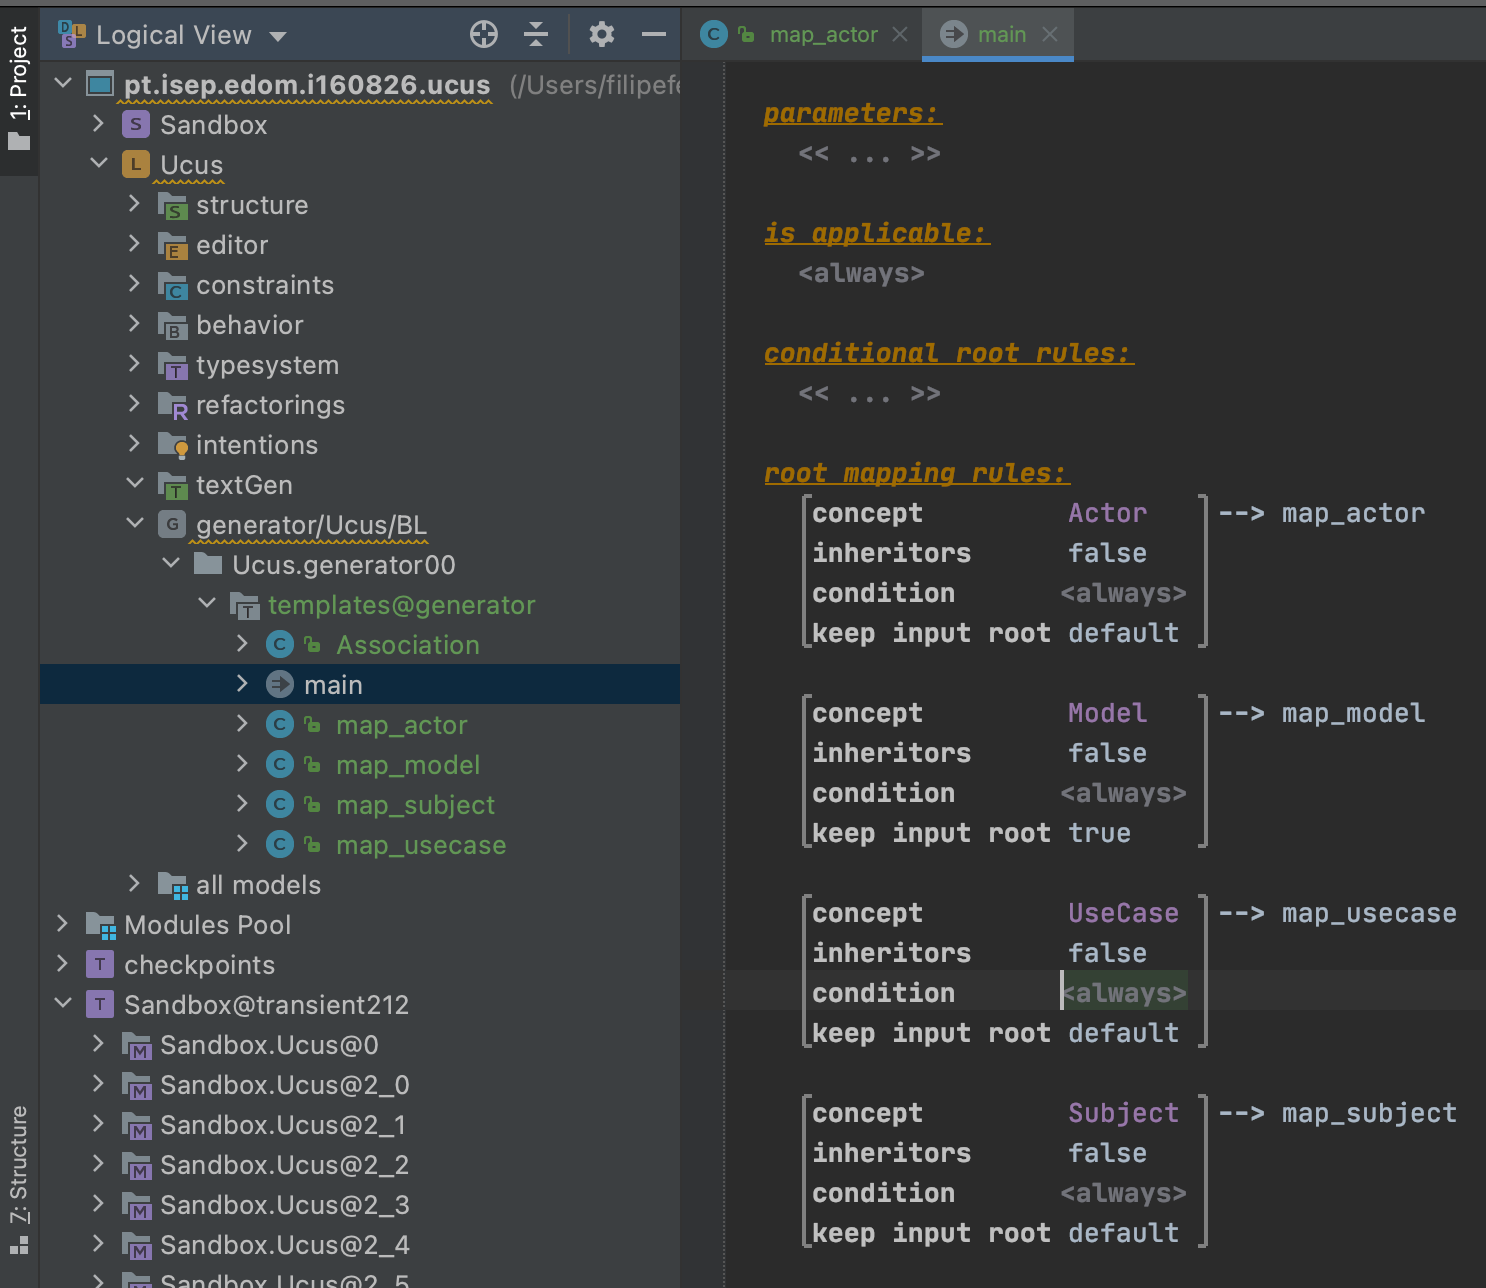 1: Project
Logical View
pt.isep.edom.i160826.ucus (/Users/filipefe
S Sandbox
L Ucus
S structure
E editor
C constraints
B behavior
T typesystem
R refactorings
intentions
T textGen
G generator/Ucus/BL
Ucus.generator00
T templates@generator
C Association
main
C map_actor
C map_model
C map_subject
C map_usecase
all models
Modules Pool
T checkpoints
T Sandbox@transient212
M Sandbox.Ucus@0
M Sandbox.Ucus@2_0
M Sandbox.Ucus@2_1
M Sandbox.Ucus@2_2
M Sandbox.Ucus@2_3
M Sandbox.Ucus@2_4
M Sandbox.Ucus@2_5
Z: Structure
C map_actor
main
parameters:
<< ... >>
is applicable:
<always>
conditional root rules:
<< ... >>
root mapping rules:
concept Actor --> map_actor
inheritors false
condition <always>
keep input root default
concept Model --> map_model
inheritors false
condition <always>
keep input root true
concept UseCase --> map_usecase
inheritors false
condition <always>
keep input root default
concept Subject --> map_subject
inheritors false
condition <always>
keep input root default